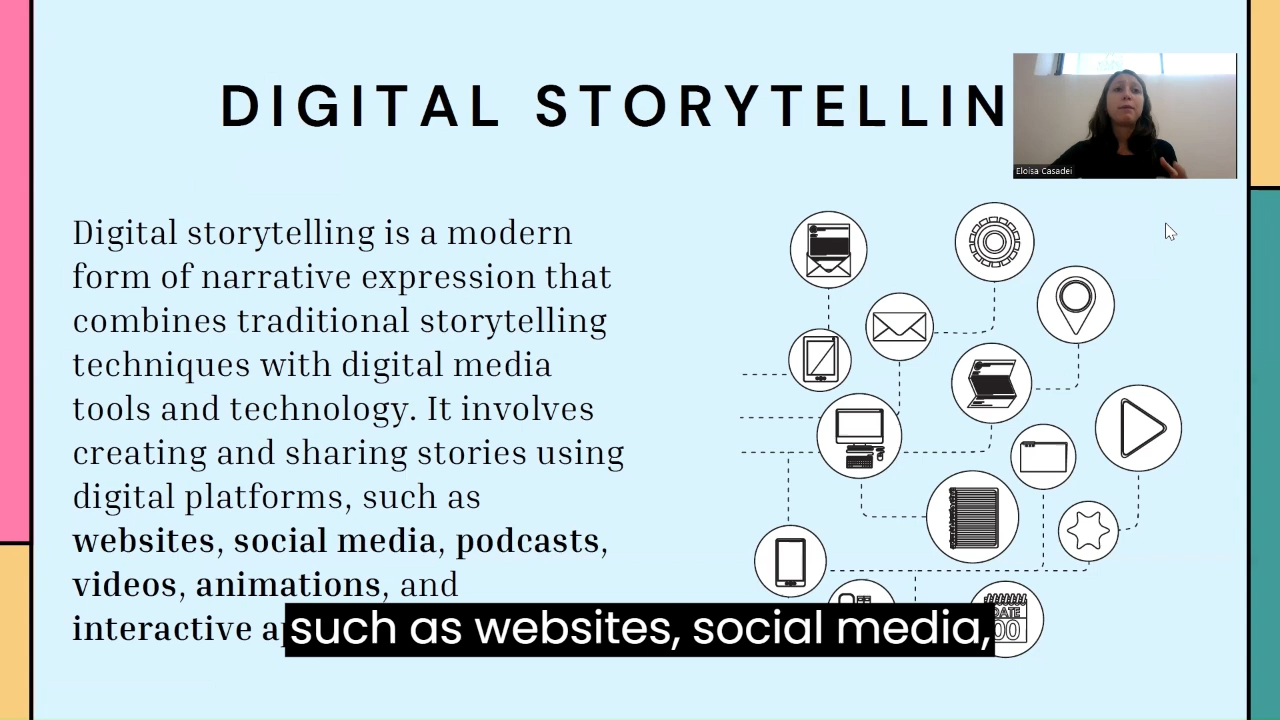 DIGITAL STORYTELLIN
Eloisa Casadei
Digital storytelling is a modern
form of narrative expression that
combines traditional storytelling
techniques with digital media
tools and technology. It involves
creating and sharing stories using
digital platforms, such as
websites, social media, podcasts,
videos, animations, and
interactive
such as websites, social media,
DATE
00